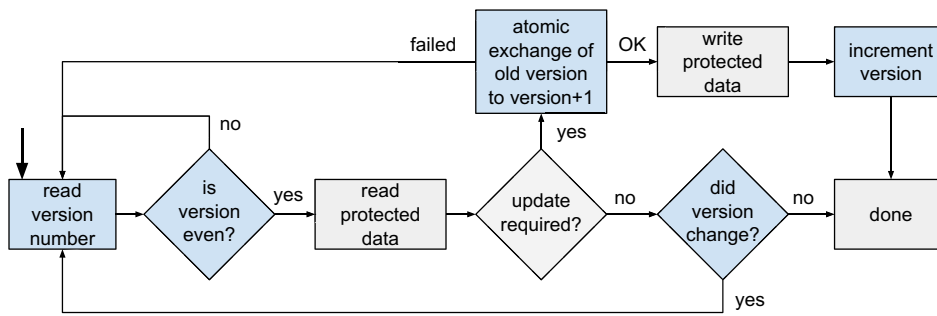 atomic
exchange of
old version
to version+1
failed
OK
write
protected
data
increment
version
no
yes
read
version
number
is
version
even?
yes
read
protected
data
update
required?
no
did
version
change?
no
done
yes